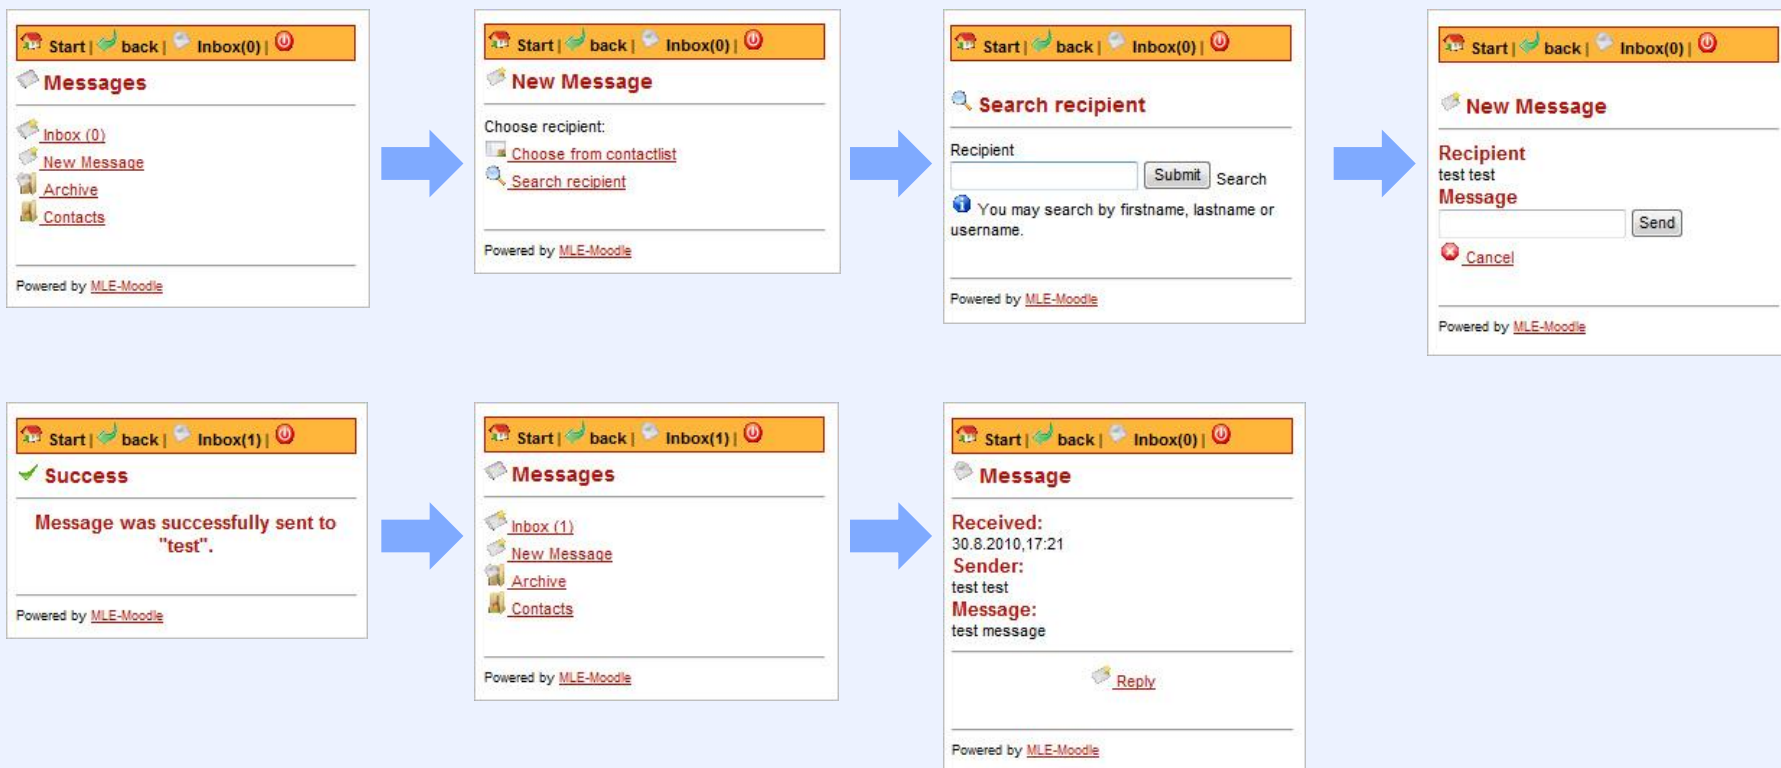 Start | back | Inbox(0) |
Messages
Inbox (0)
New Message
Archive
Contacts
Powered by MLE-Moodle
Start | back | Inbox(0) |
New Message
Choose recipient:
Choose from contactlist
Search recipient
Powered by MLE-Moodle
Start | back | Inbox(0) |
Search recipient
Recipient
Submit Search
You may search by firstname, lastname or
username.
Powered by MLE-Moodle
Start | back | Inbox(0) |
New Message
Recipient
test test
Message
Send
Cancel
Powered by MLE-Moodle
Start | back | Inbox(1) |
Success
Message was successfully sent to
"test".
Powered by MLE-Moodle
Start | back | Inbox(1) |
Messages
Inbox (1)
New Message
Archive
Contacts
Powered by MLE-Moodle
Start | back | Inbox(0) |
Message
Received:
30.8.2010,17:21
Sender:
test test
Message:
test message
Reply
Powered by MLE-Moodle